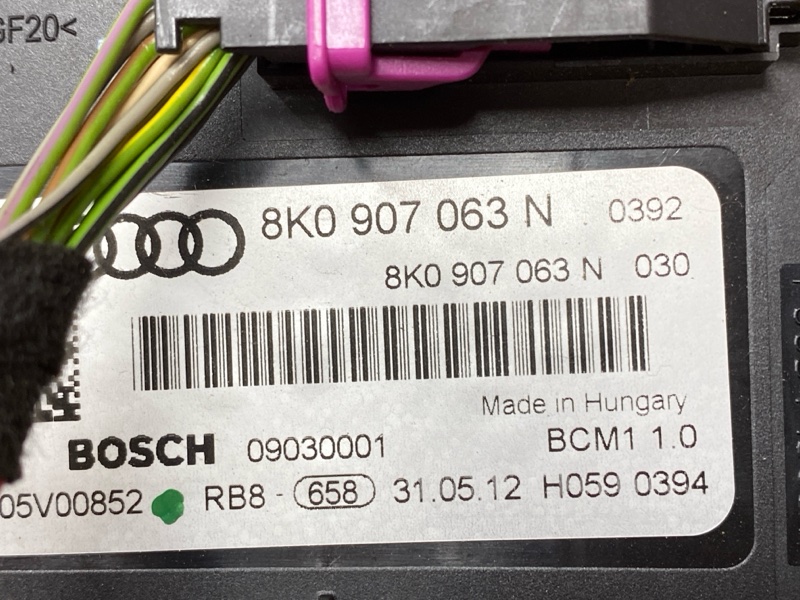 GF20<
8K0 907 063 N 0392
8K0 907 063 N 030
Made in Hungary
BOSCH 09030001 BCM1 1.0
05V00852 RB8 - 658 31.05.12 H059 0394